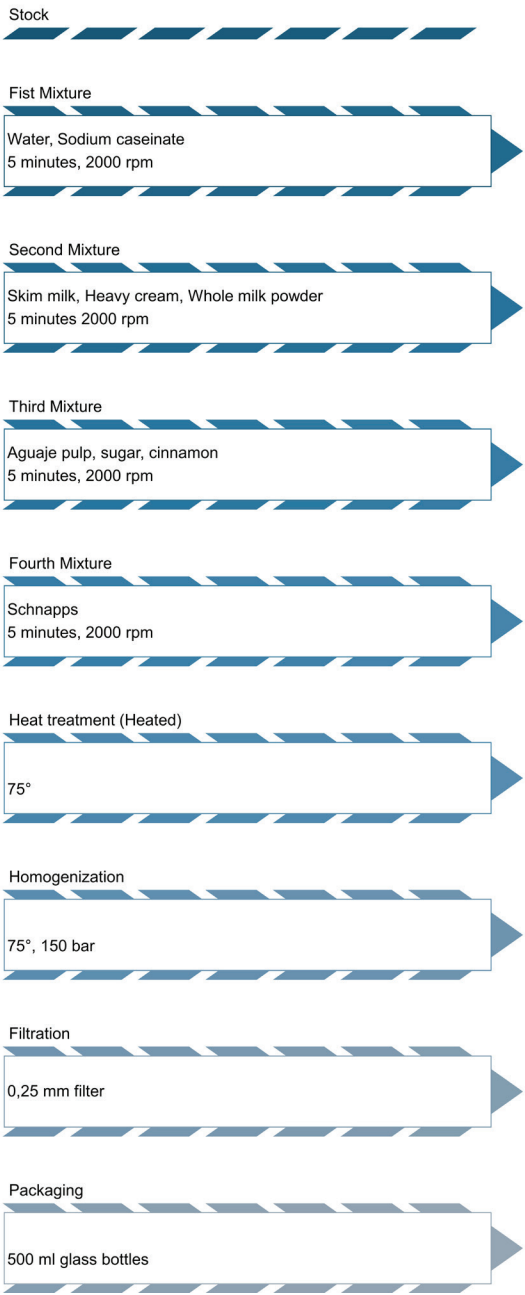 Stock
Fist Mixture
Water, Sodium caseinate
5 minutes, 2000 rpm
Second Mixture
Skim milk, Heavy cream, Whole milk powder
5 minutes 2000 rpm
Third Mixture
Aguaje pulp, sugar, cinnamon
5 minutes, 2000 rpm
Fourth Mixture
Schnapps
5 minutes, 2000 rpm
Heat treatment (Heated)
75°
Homogenization
75°, 150 bar
Filtration
0,25 mm filter
Packaging
500 ml glass bottles